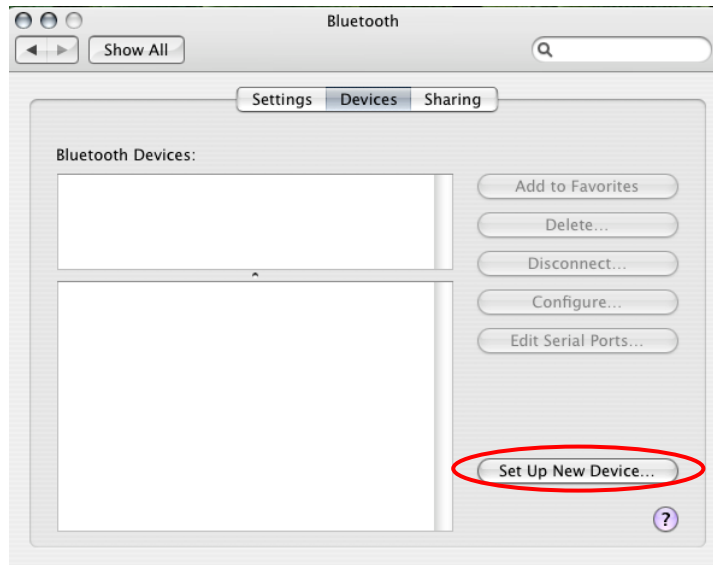 Bluetooth
Show All
Settings Devices Sharing
Bluetooth Devices:
Add to Favorites
Delete...
Disconnect...
Configure...
Edit Serial Ports...
Set Up New Device...
?